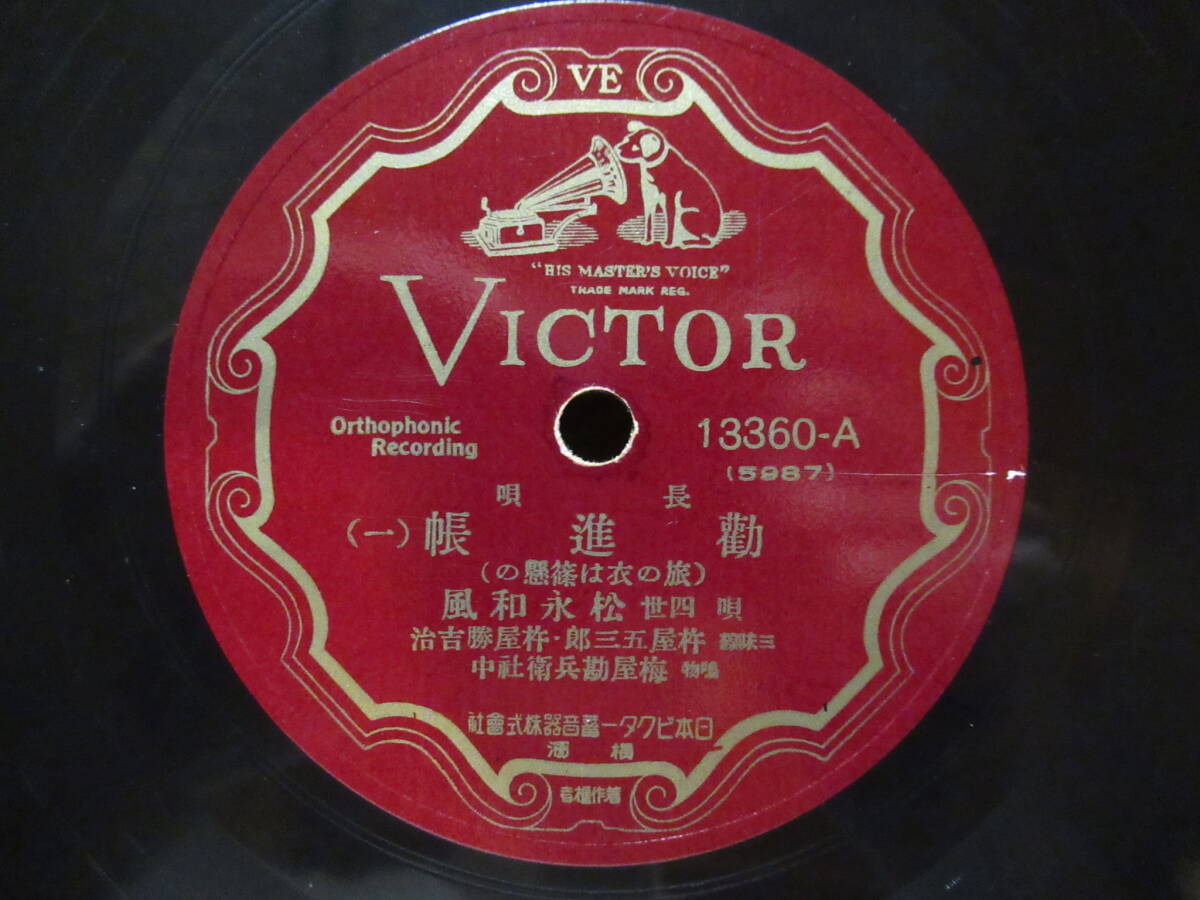 VE
"HIS MASTER'S VOICE"
TRADE MARK REG.
VICTOR
Orthophonic
Recording
13360-A
(5987)
長唄
勸進帳(一)
(旅の衣は篠懸の)
唄 四世 松永和風
三味線 杵屋五三郎・杵屋勝吉治
鳴物 梅屋勘兵衛社中
日本ビクター蓄音器株式會社
橫濱
著作權者